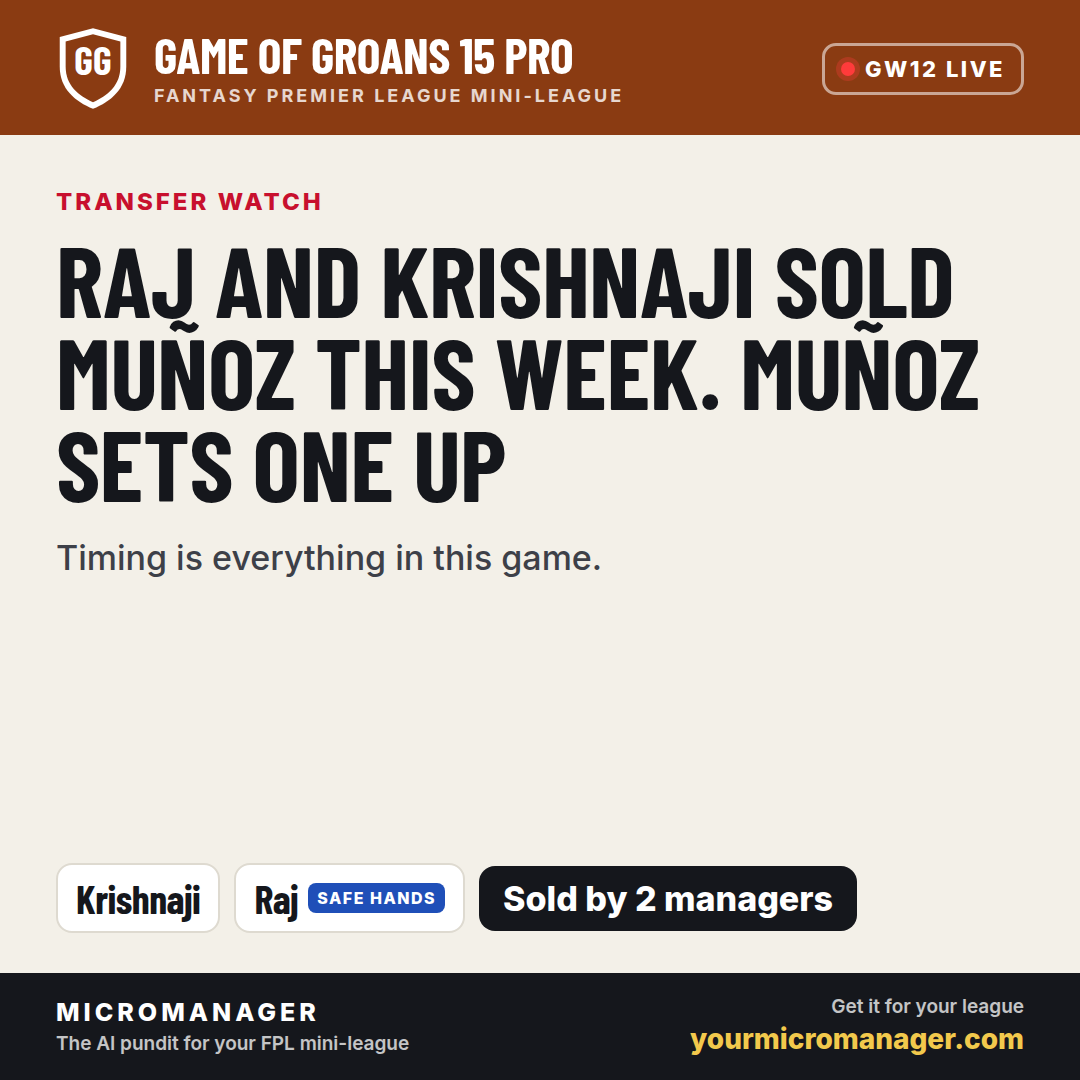 GG
GAME OF GROANS 15 PRO
FANTASY PREMIER LEAGUE MINI-LEAGUE
GW12 LIVE
TRANSFER WATCH
RAJ AND KRISHNAJI SOLD
MUÑOZ THIS WEEK. MUÑOZ
SETS ONE UP
Timing is everything in this game.
Krishnaji
Raj SAFE HANDS
Sold by 2 managers
MICROMANAGER
The AI pundit for your FPL mini-league
Get it for your league
yourmicromanager.com